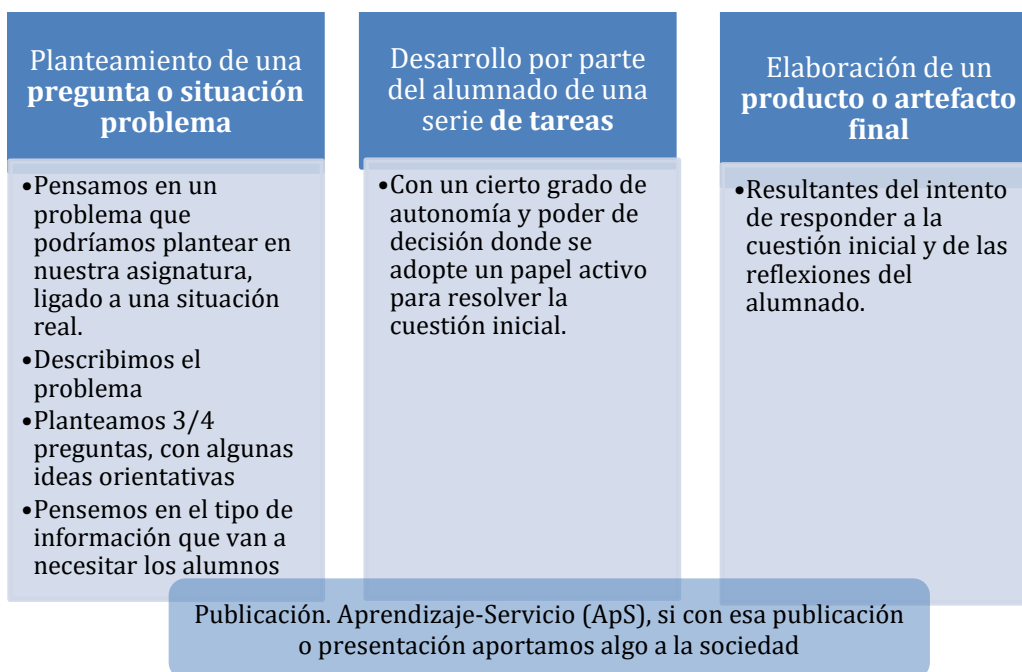 Planteamiento de una
pregunta o situación
problema
•Pensamos en un
problema que
podríamos plantear en
nuestra asignatura,
ligado a una situación
real.
•Describimos el
problema
•Planteamos 3/4
preguntas, con algunas
ideas orientativas
•Pensemos en el tipo de
información que van a
necesitar los alumnos
Desarrollo por parte
del alumnado de una
serie de tareas
•Con un cierto grado de
autonomía y poder de
decisión donde se
adopte un papel activo
para resolver la
cuestión inicial.
Elaboración de un
producto o artefacto
final
•Resultantes del intento
de responder a la
cuestión inicial y de las
reflexiones del
alumnado.
Publicación. Aprendizaje-Servicio (ApS), si con esa publicación
o presentación aportamos algo a la sociedad